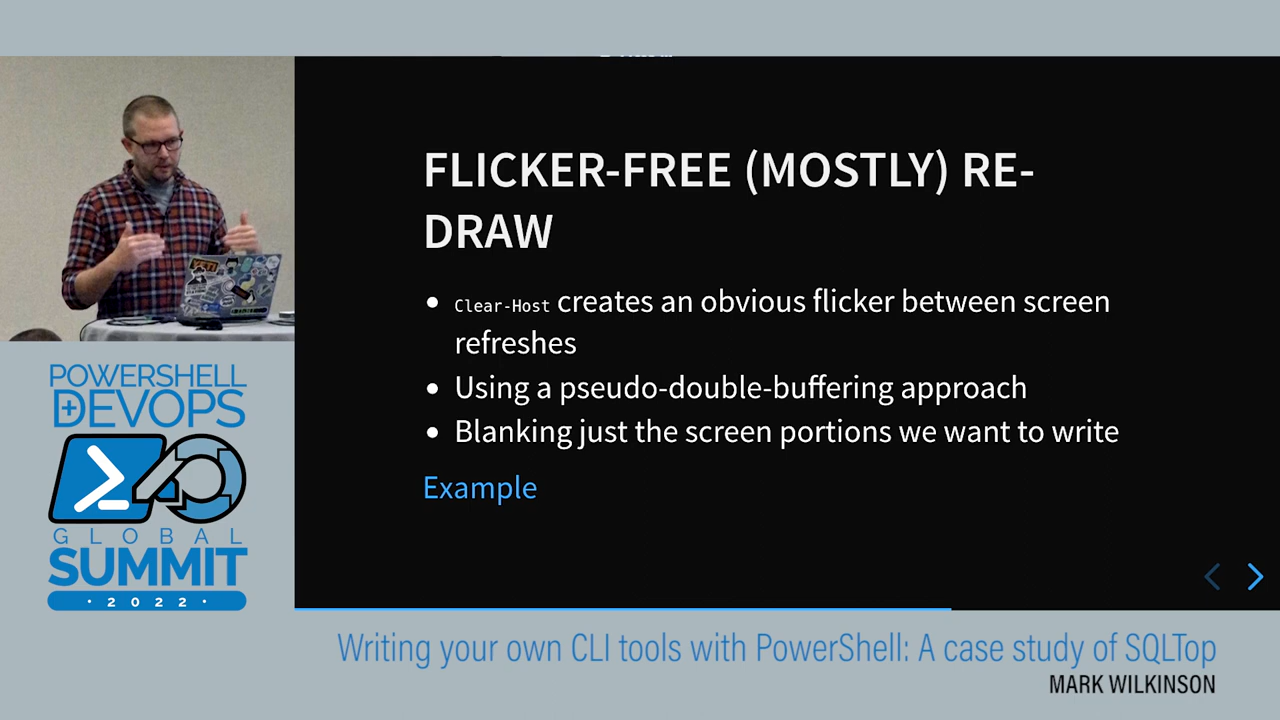 FLICKER-FREE (MOSTLY) RE-
DRAW
Clear-Host creates an obvious flicker between screen
refreshes
Using a pseudo-double-buffering approach
Blanking just the screen portions we want to write
Example
YETI
POWERSHELL
+DEVOPS
GLOBAL
SUMMIT
· 2022 ·
Writing your own CLI tools with PowerShell: A case study of SQLTop
MARK WILKINSON